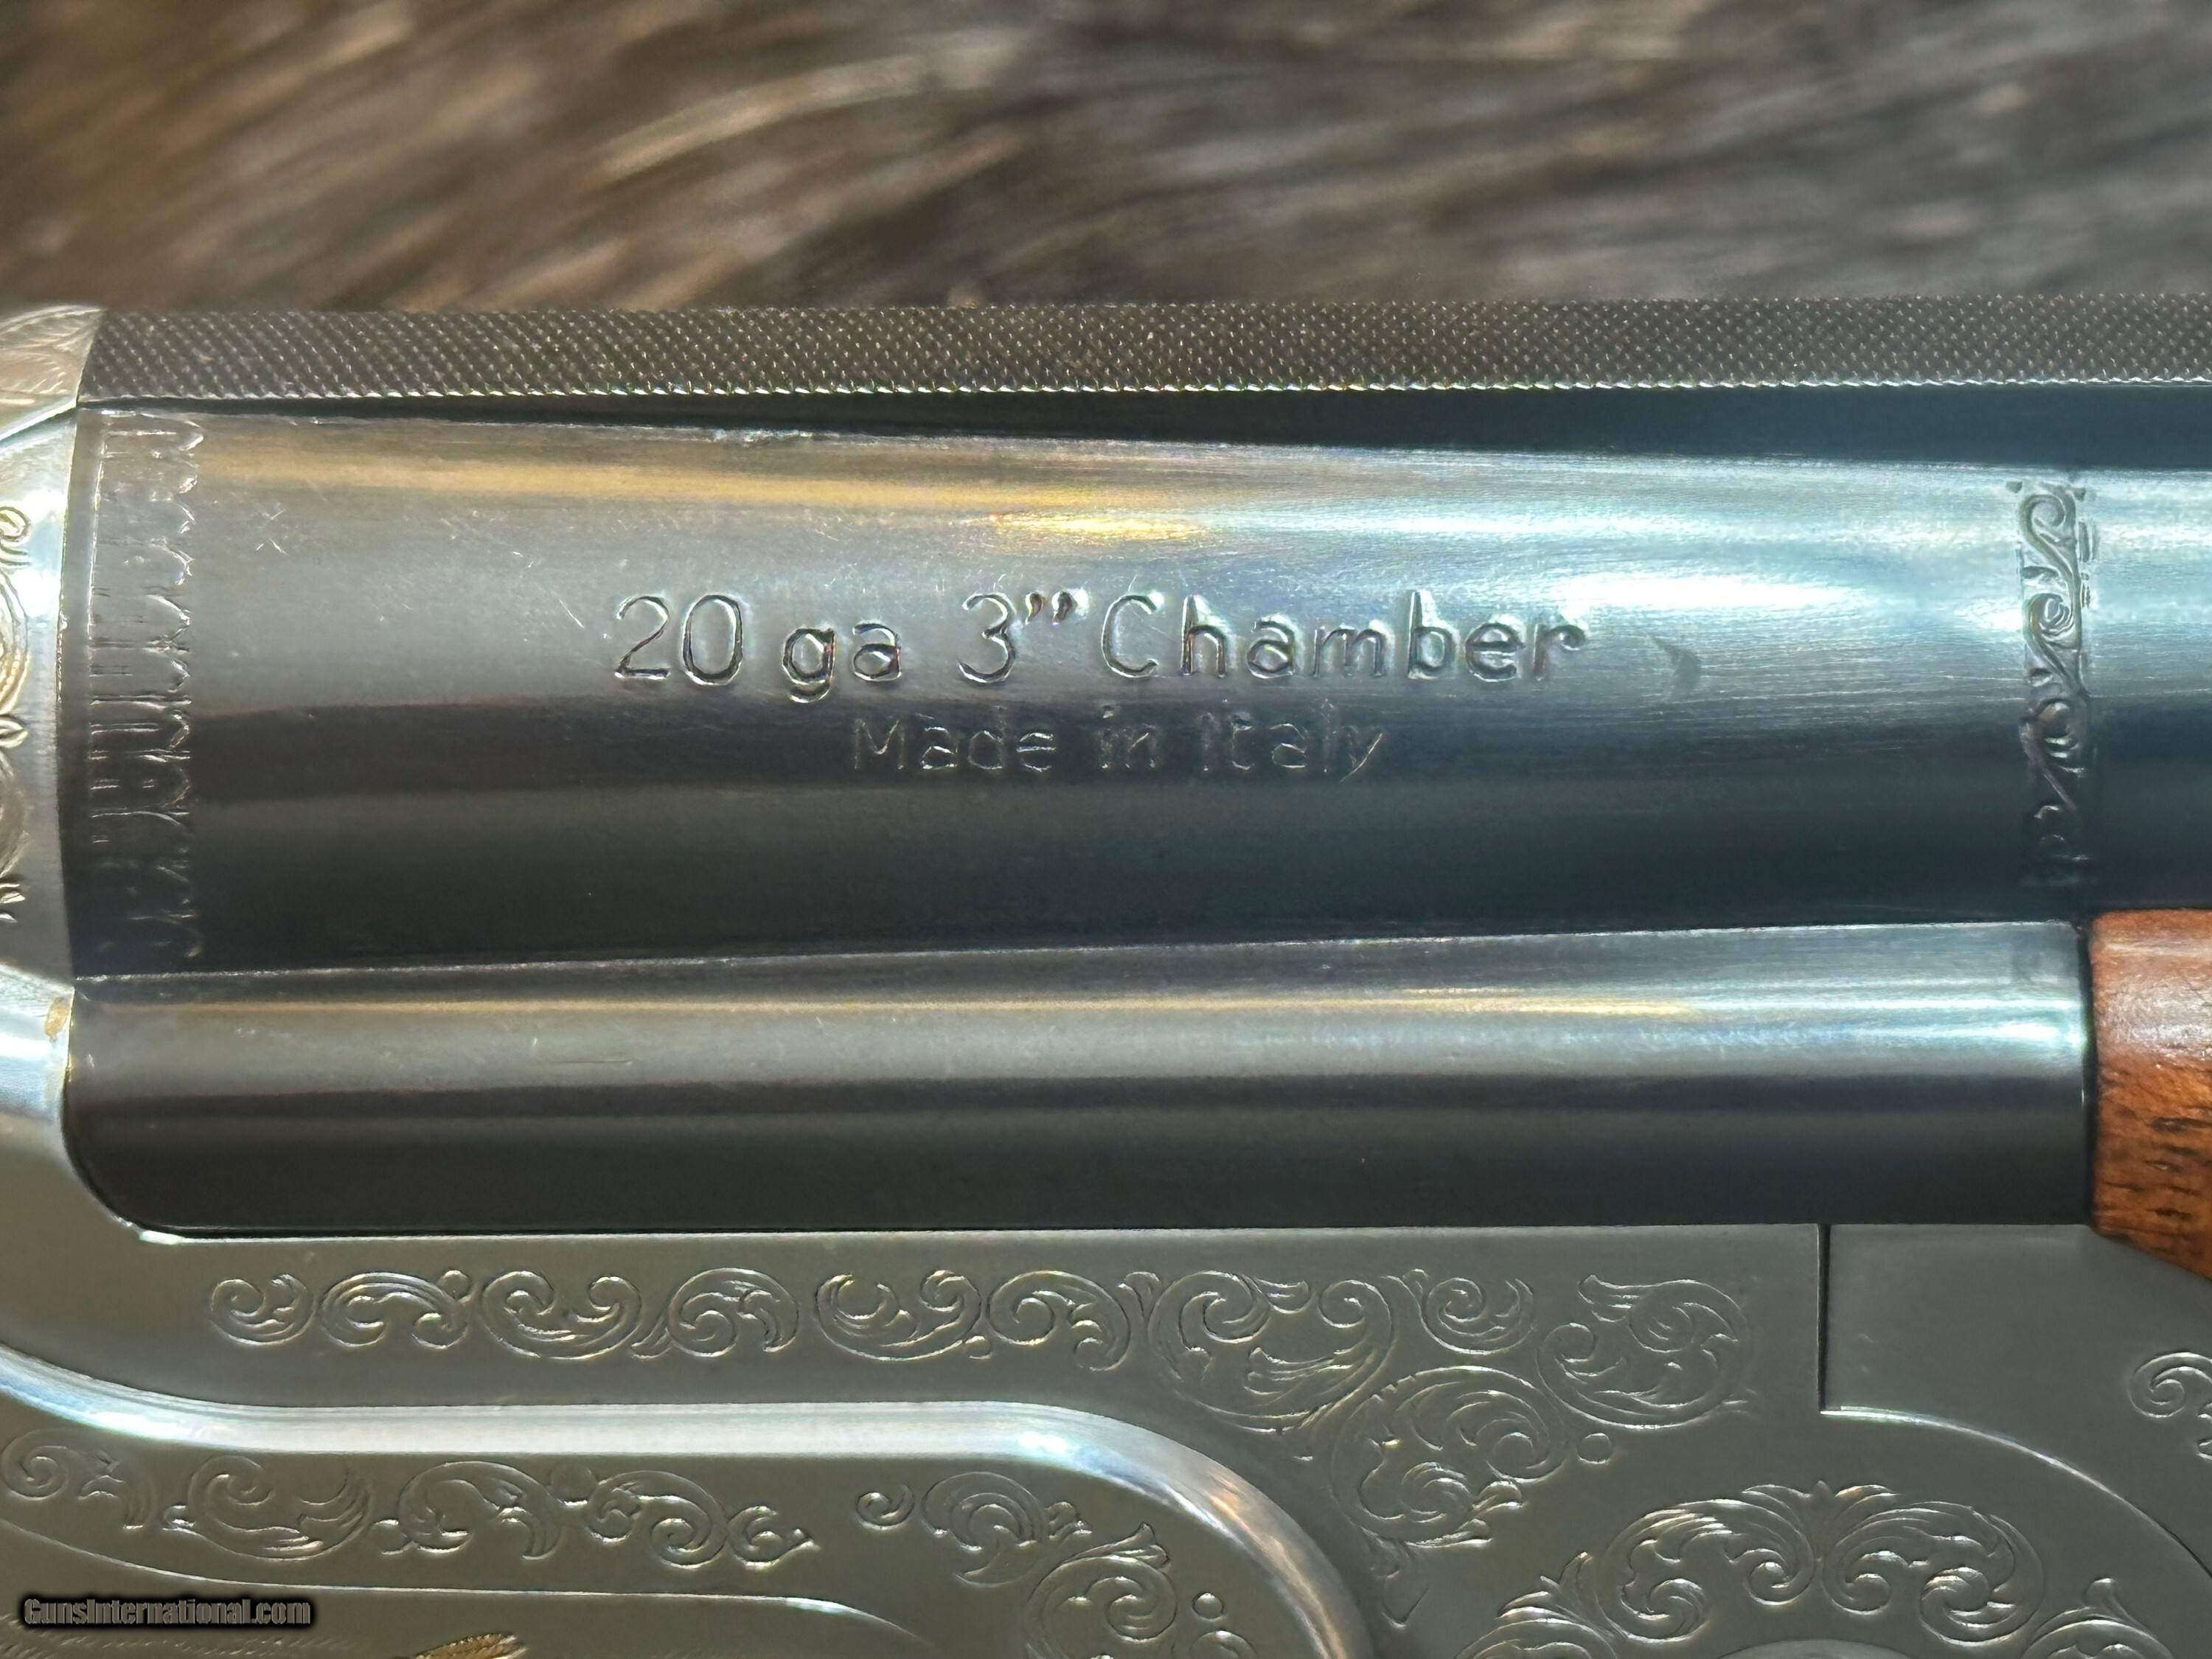 20 ga 3" Chamber
Made in Italy
GunsInternational.com